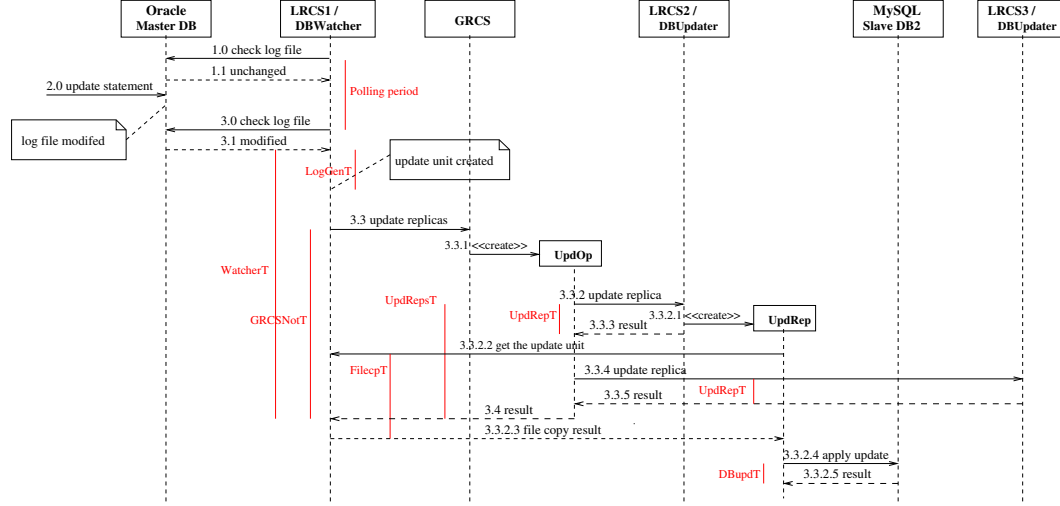 Oracle
Master DB
LRCS1 /
DBWatcher
GRCS
LRCS2 /
DBUpdater
MySQL
Slave DB2
LRCS3 /
DBUpdater
1.0 check log file
1.1 unchanged
2.0 update statement
Polling period
3.0 check log file
log file modifed
3.1 modified
update unit created
LogGenT
3.3 update replicas
3.3.1 <<create>>
UpdOp
WatcherT
UpdRepsT
3.3.2 update replica
GRCSNotT
UpdRepT
3.3.2.1 <<create>>
UpdRep
3.3.3 result
3.3.2.2 get the update unit
FilecpT
3.3.4 update replica
UpdRepT
3.3.5 result
3.4 result
3.3.2.3 file copy result
3.3.2.4 apply update
DBupdT
3.3.2.5 result